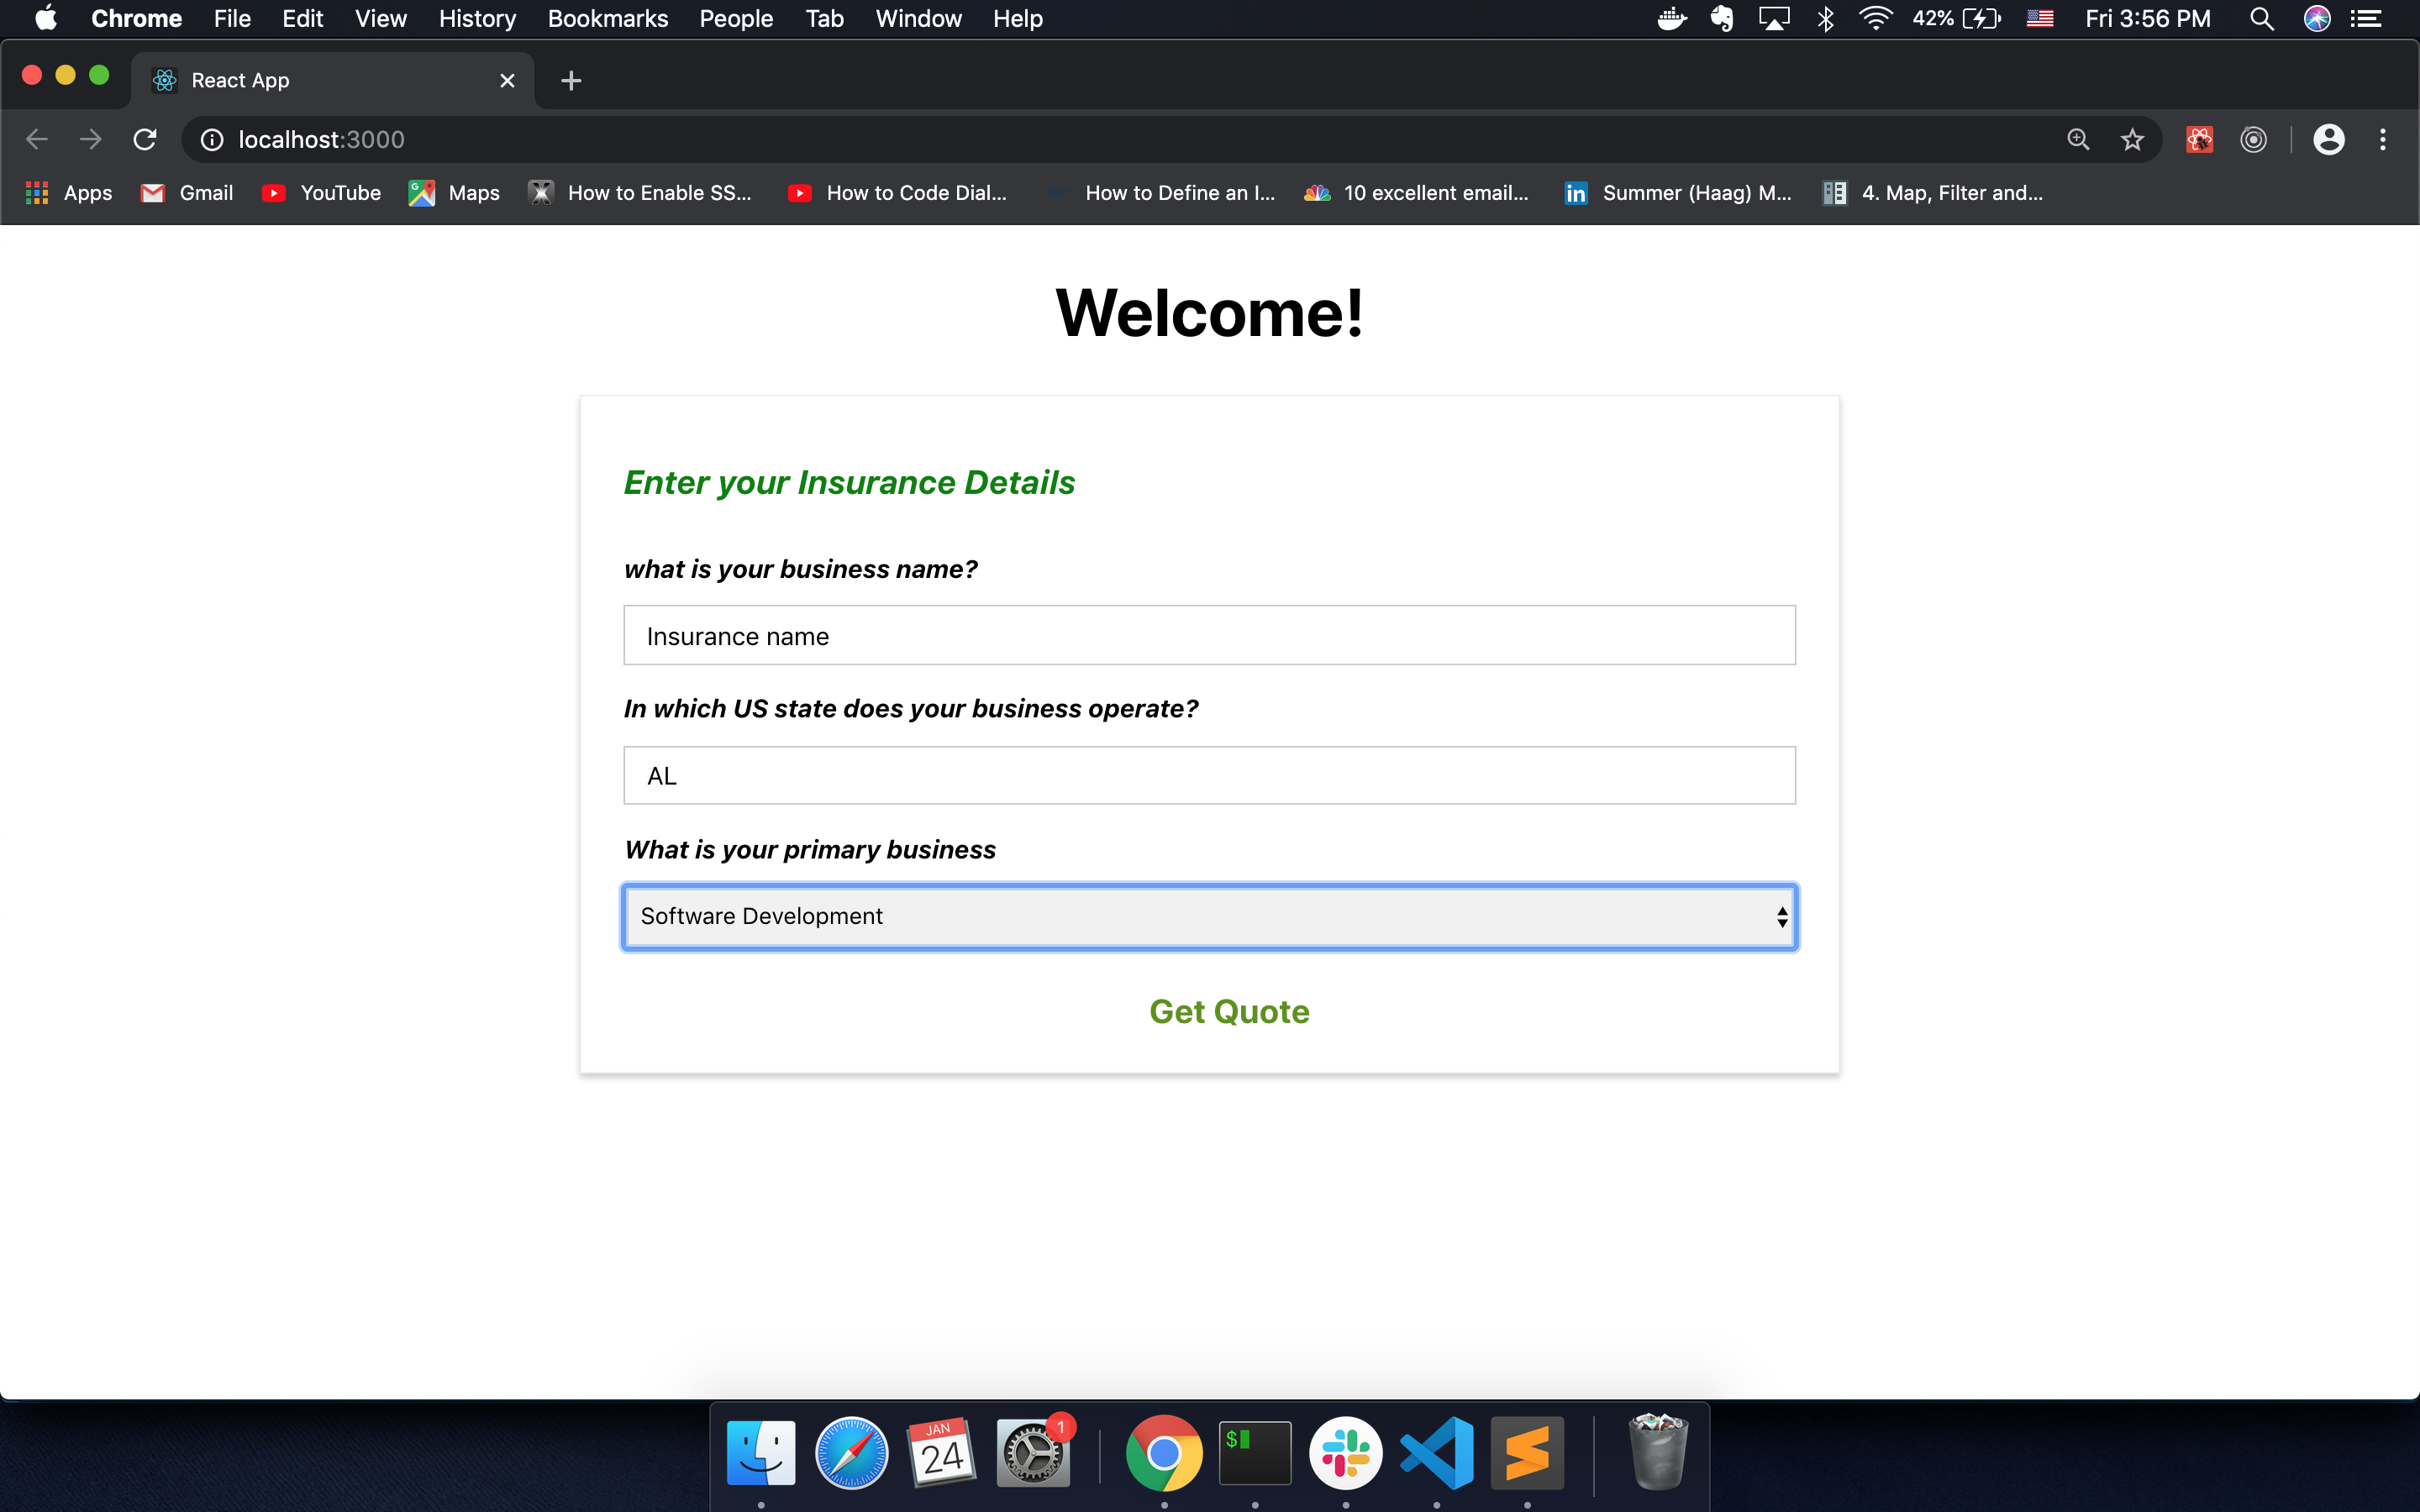 Chrome File Edit View History Bookmarks People Tab Window Help 42% Fri 3:56 PM
React App
localhost:3000
Apps Gmail YouTube Maps How to Enable SS... How to Code Dial... How to Define an I... 10 excellent email... in Summer (Haag) M... 4. Map, Filter and...
Welcome!
Enter your Insurance Details
what is your business name?
Insurance name
In which US state does your business operate?
AL
What is your primary business
Software Development
Get Quote
JAN
24
1
$